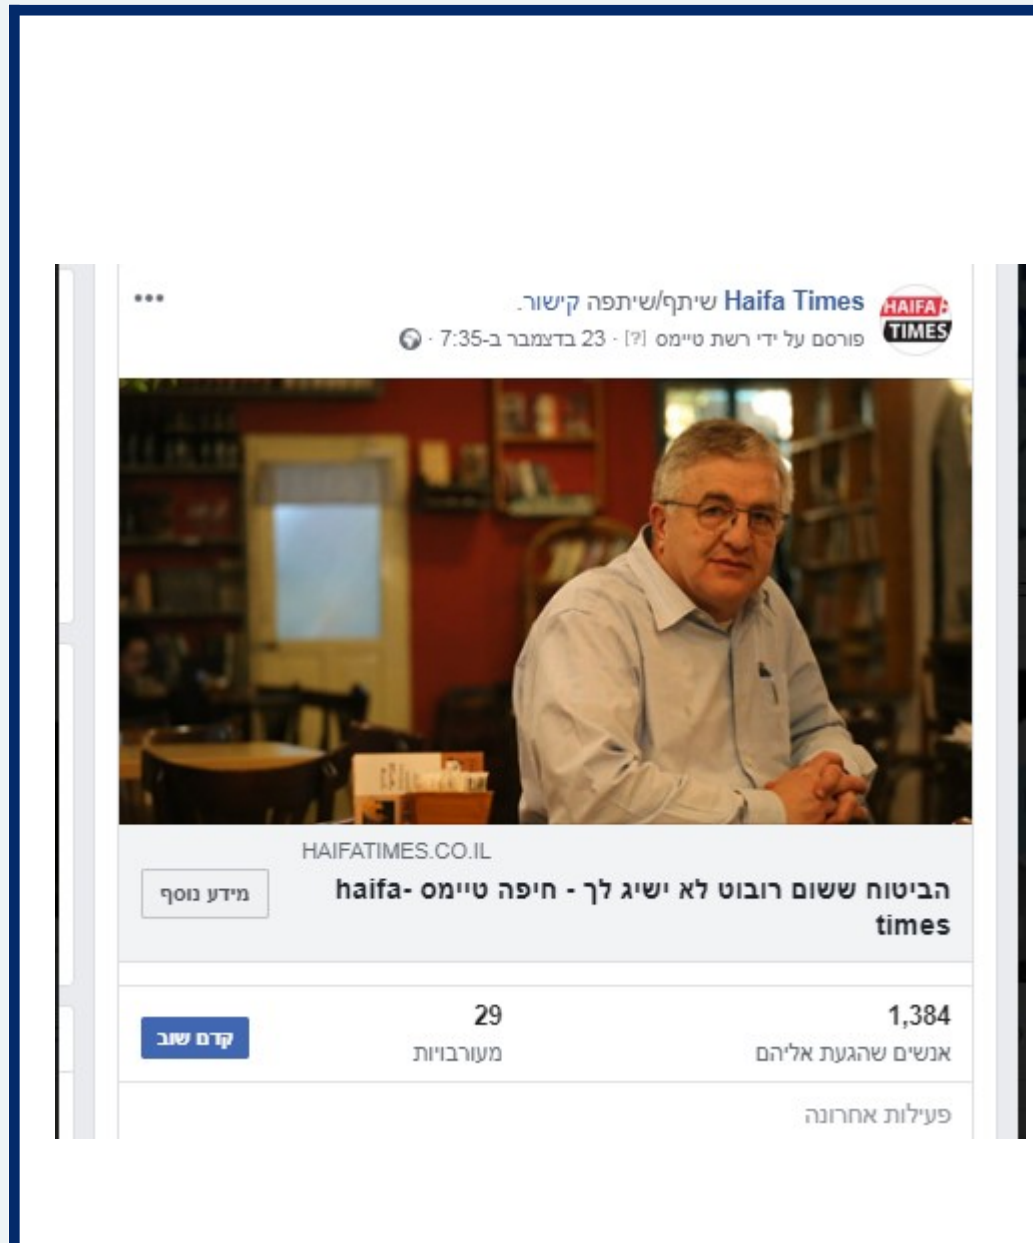 Haifa Times שיתף/שיתפה קישור.
HAIFA
TIMES
פורסם על ידי רשת טיימס [?] · 23 בדצמבר ב-7:35 ·
HAIFATIMES.CO.IL
הביטוח ששום רובוט לא ישיג לך - חיפה טיימס -haifa
times
מידע נוסף
1,384
אנשים שהגעת אליהם
29
מעורבויות
קדם שוב
פעילות אחרונה